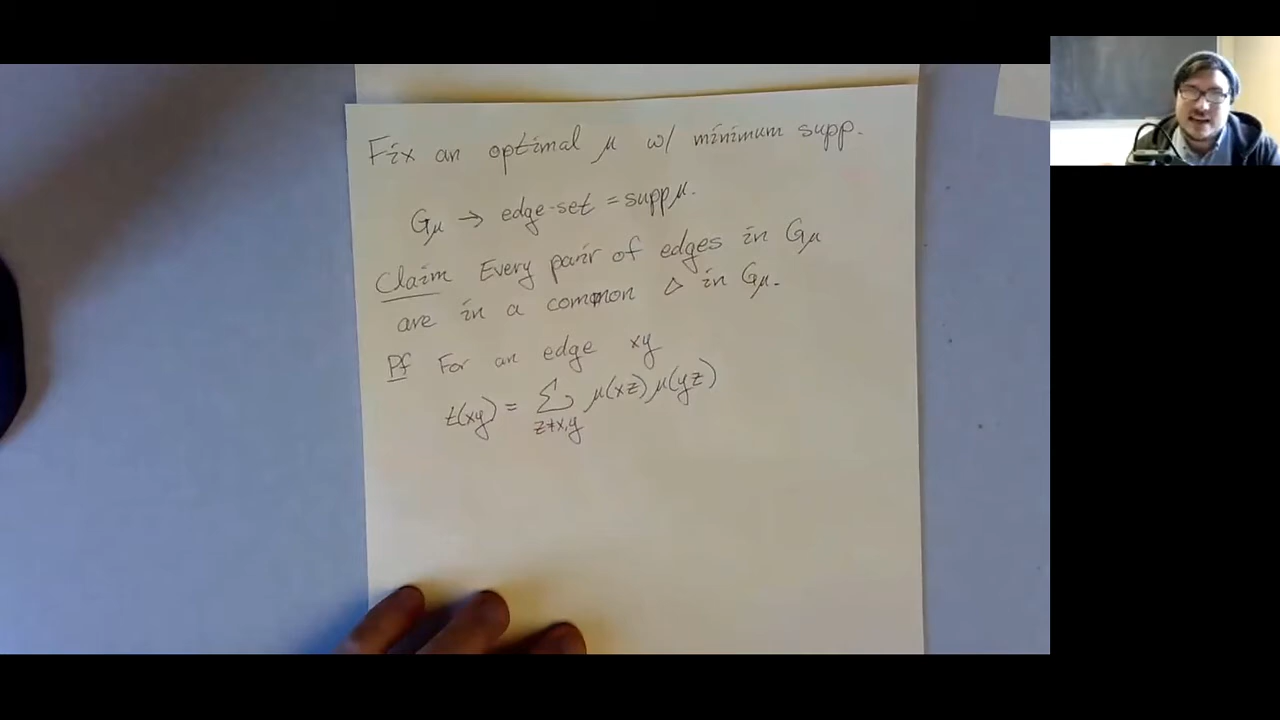 Fix an optimal μ w/ minimum supp.
Gμ → edge-set = supp μ.
Claim Every pair of edges in Gμ
are in a common △ in Gμ.
Pf For an edge xy
t(xy) = Σ μ(xz) μ(yz)
z≠x,y